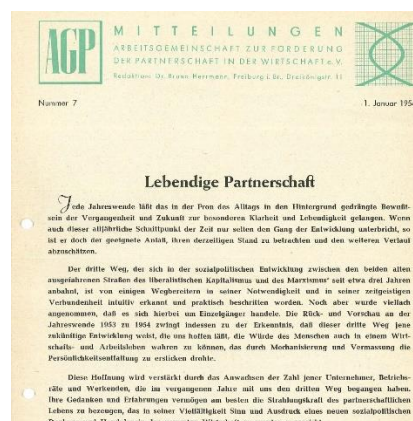 AGP
MITTEILUNGEN
ARBEITSGEMEINSCHAFT ZUR FÖRDERUNG
DER PARTNERSCHAFT IN DER WIRTSCHAFT e.V.
Redaktion: Dr. Bruno Herrmann, Freiburg i. Br., Dreikönigstr. 11
Nummer 7
1. Januar 195
Lebendige Partnerschaft
Jede Jahreswende läßt das in der Fron des Alltags in den Hintergrund gedrängte Bewußt-
sein der Vergangenheit und Zukunft zur besonderen Klarheit und Lebendigkeit gelangen. Wenn
auch dieser alljährliche Schnittpunkt der Zeit nur selten den Gang der Entwicklung unterbricht, so
ist er doch der geeignete Anlaß, ihren derzeitigen Stand zu betrachten und den weiteren Verlauf
abzuschätzen.
Der dritte Weg, der sich in der sozialpolitischen Entwicklung zwischen den beiden alten
ausgefahrenen Straßen des liberalistischen Kapitalismus und des Marxismus seit etwa drei Jahren
anbahnt, ist von einigen Wegbereitern in seiner Notwendigkeit und in seiner zeitgeistigen
Verbundenheit intuitiv erkannt und praktisch beschritten worden. Noch aber wurde vielfach
angenommen, daß es sich hierbei um Einzelgänger handele. Die Rück- und Vorschau an der
Jahreswende 1953 zu 1954 zwingt indessen zu der Erkenntnis, daß dieser dritte Weg jene
zukünftige Entwicklung weist, die uns hoffen läßt, die Würde des Menschen auch in einem Wirt-
schafts- und Arbeitsleben wahren zu können, das durch Mechanisierung und Vermassung die
Persönlichkeitsentfaltung zu ersticken drohte.
Diese Hoffnung wird verstärkt durch das Anwachsen der Zahl jener Unternehmer, Betriebs-
räte und Werkenden, die im vergangenen Jahre mit uns den dritten Weg begangen haben.
Ihre Gedanken und Erfahrungen vermögen am besten die Strahlungskraft des partnerschaftlichen
Lebens zu bezeugen, das in seiner Vielfältigkeit Sinn und Ausdruck eines neuen sozialpolitischen